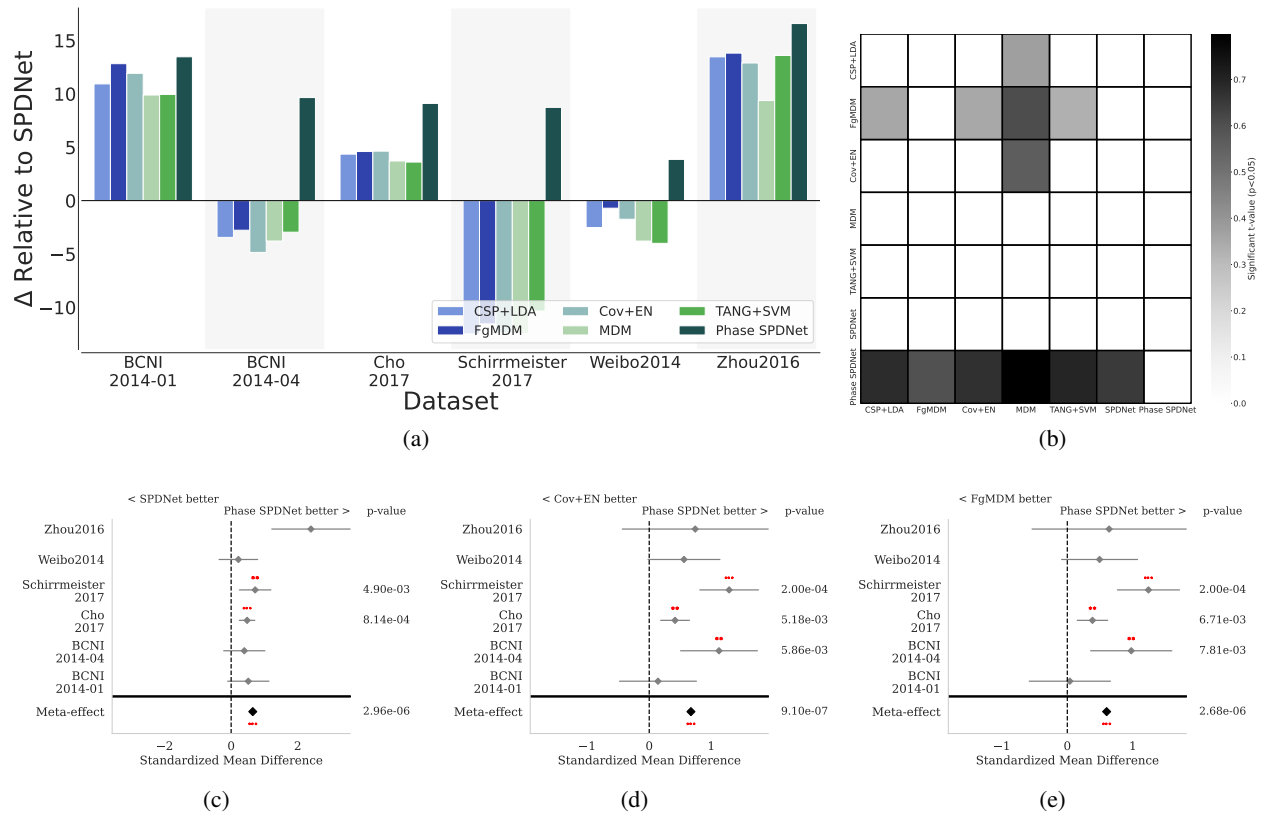 Δ Relative to SPDNet
15
10
5
0
−5
−10
CSP+LDA
FgMDM
Cov+EN
MDM
TANG+SVM
Phase SPDNet
BCNI
2014-01
BCNI
2014-04
Cho
2017
Schirrmeister
2017
Weibo2014
Zhou2016
Dataset
(a)
CSP+LDA
FgMDM
Cov+EN
MDM
TANG+SVM
SPDNet
Phase SPDNet
CSP+LDA
FgMDM
Cov+EN
MDM
TANG+SVM
SPDNet
Phase SPDNet
0.7
0.6
0.5
0.4
0.3
0.2
0.1
0.0
Significant t-value (p<0.05)
(b)
< SPDNet better
Phase SPDNet better >
p-value
Zhou2016
Weibo2014
Schirrmeister
2017
4.90e-03
Cho
2017
8.14e-04
BCNI
2014-04
BCNI
2014-01
Meta-effect
2.96e-06
−2
0
2
Standardized Mean Difference
(c)
< Cov+EN better
Phase SPDNet better >
p-value
Zhou2016
Weibo2014
Schirrmeister
2017
2.00e-04
Cho
2017
5.18e-03
BCNI
2014-04
5.86e-03
BCNI
2014-01
Meta-effect
9.10e-07
−1
0
1
Standardized Mean Difference
(d)
< FgMDM better
Phase SPDNet better >
p-value
Zhou2016
Weibo2014
Schirrmeister
2017
2.00e-04
Cho
2017
6.71e-03
BCNI
2014-04
7.81e-03
BCNI
2014-01
Meta-effect
2.68e-06
−1
0
1
Standardized Mean Difference
(e)